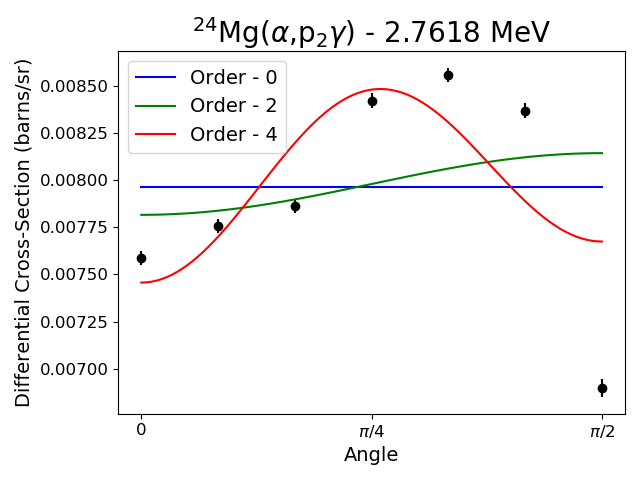 ²⁴Mg(α,p₂γ) - 2.7618 MeV
Order - 0
Order - 2
Order - 4
Differential Cross-Section (barns/sr)
0.00850
0.00825
0.00800
0.00775
0.00750
0.00725
0.00700
0
π/4
π/2
Angle